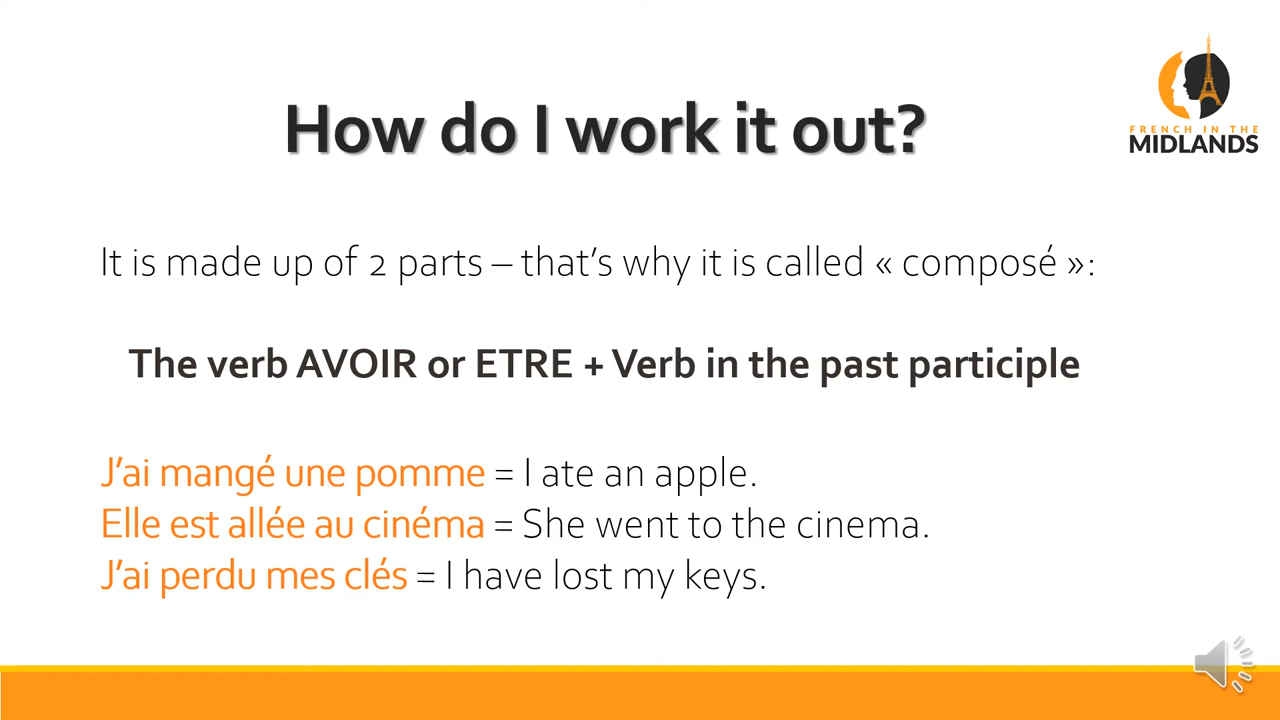 How do I work it out?
FRENCH IN THE
MIDLANDS
It is made up of 2 parts – that’s why it is called « composé »:
The verb AVOIR or ETRE + Verb in the past participle
J’ai mangé une pomme = I ate an apple.
Elle est allée au cinéma = She went to the cinema.
J’ai perdu mes clés = I have lost my keys.